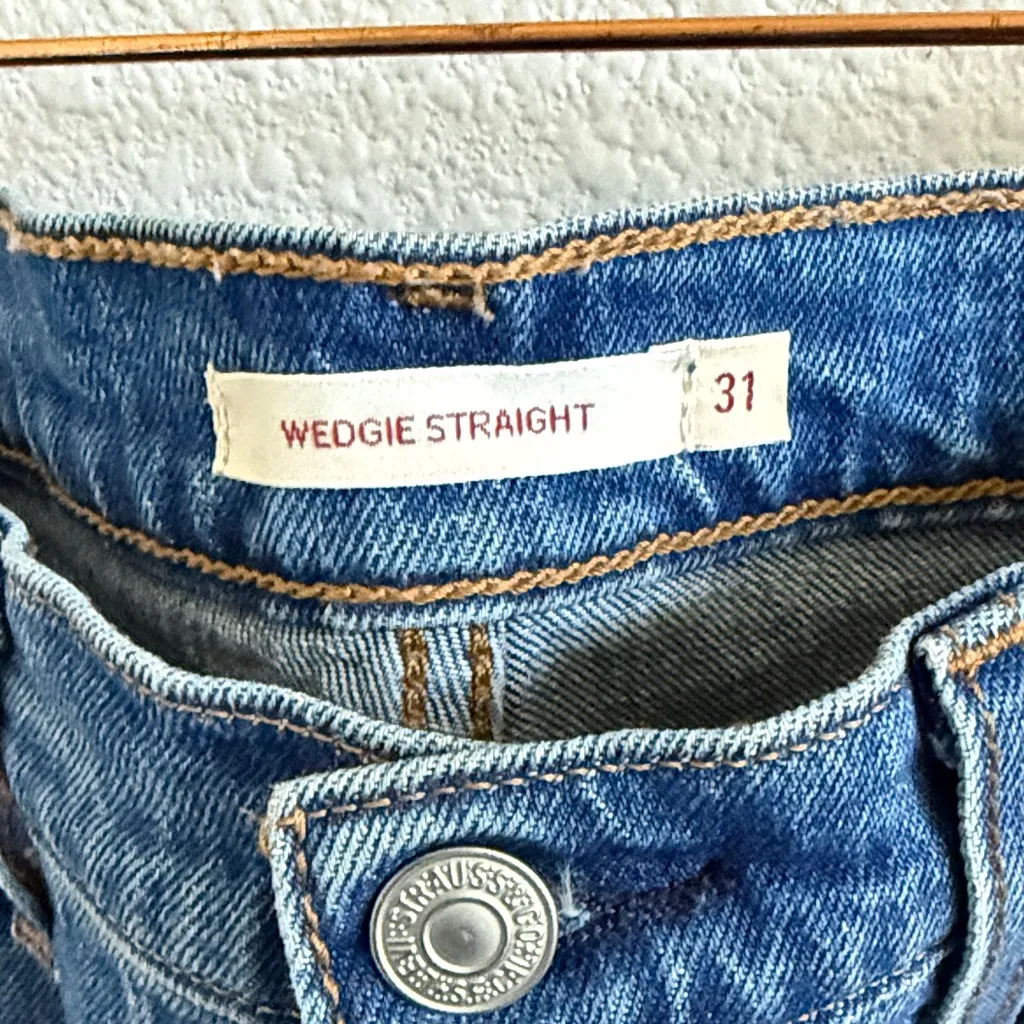 WEDGIE STRAIGHT
31
STRAUSS & CO